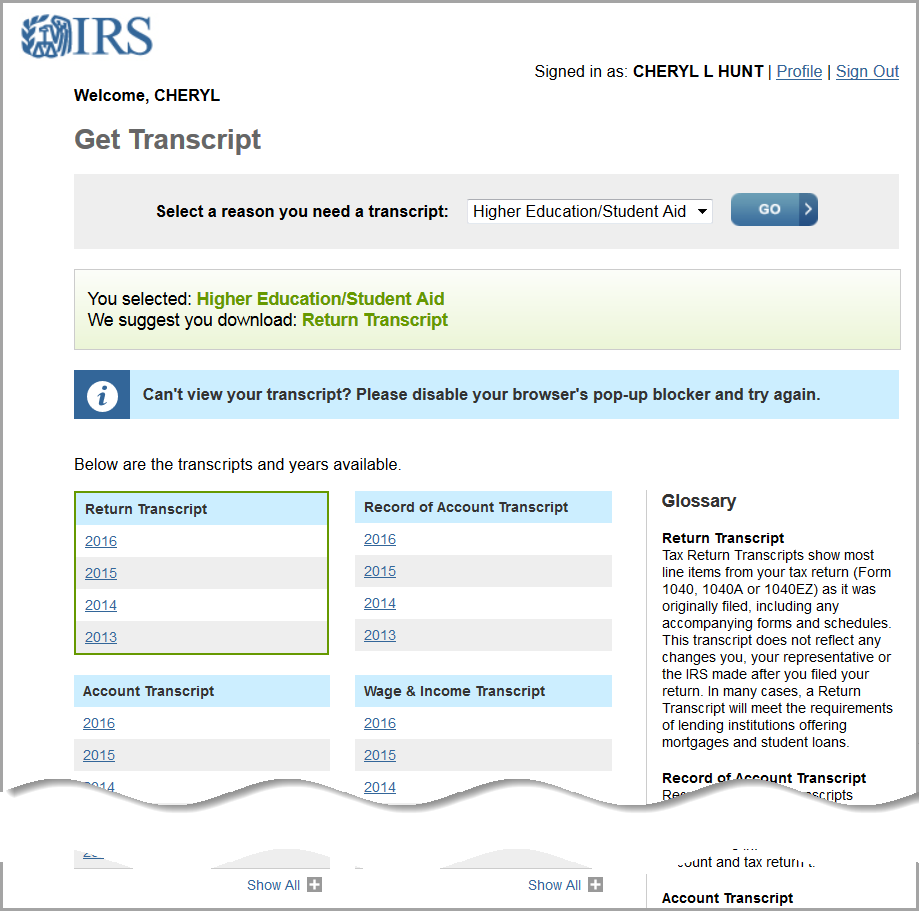 IRS
Signed in as: CHERYL L HUNT | Profile | Sign Out
Welcome, CHERYL
Get Transcript
Select a reason you need a transcript: Higher Education/Student Aid GO
You selected: Higher Education/Student Aid
We suggest you download: Return Transcript
i
Can't view your transcript? Please disable your browser's pop-up blocker and try again.
Below are the transcripts and years available.
Return Transcript
2016
2015
2014
2013
Record of Account Transcript
2016
2015
2014
2013
Account Transcript
2016
2015
2014
Show All
Wage & Income Transcript
2016
2015
2014
Show All
Glossary
Return Transcript
Tax Return Transcripts show most
line items from your tax return (Form
1040, 1040A or 1040EZ) as it was
originally filed, including any
accompanying forms and schedules.
This transcript does not reflect any
changes you, your representative or
the IRS made after you filed your
return. In many cases, a Return
Transcript will meet the requirements
of lending institutions offering
mortgages and student loans.
Record of Account Transcript
and tax return
Account Transcript